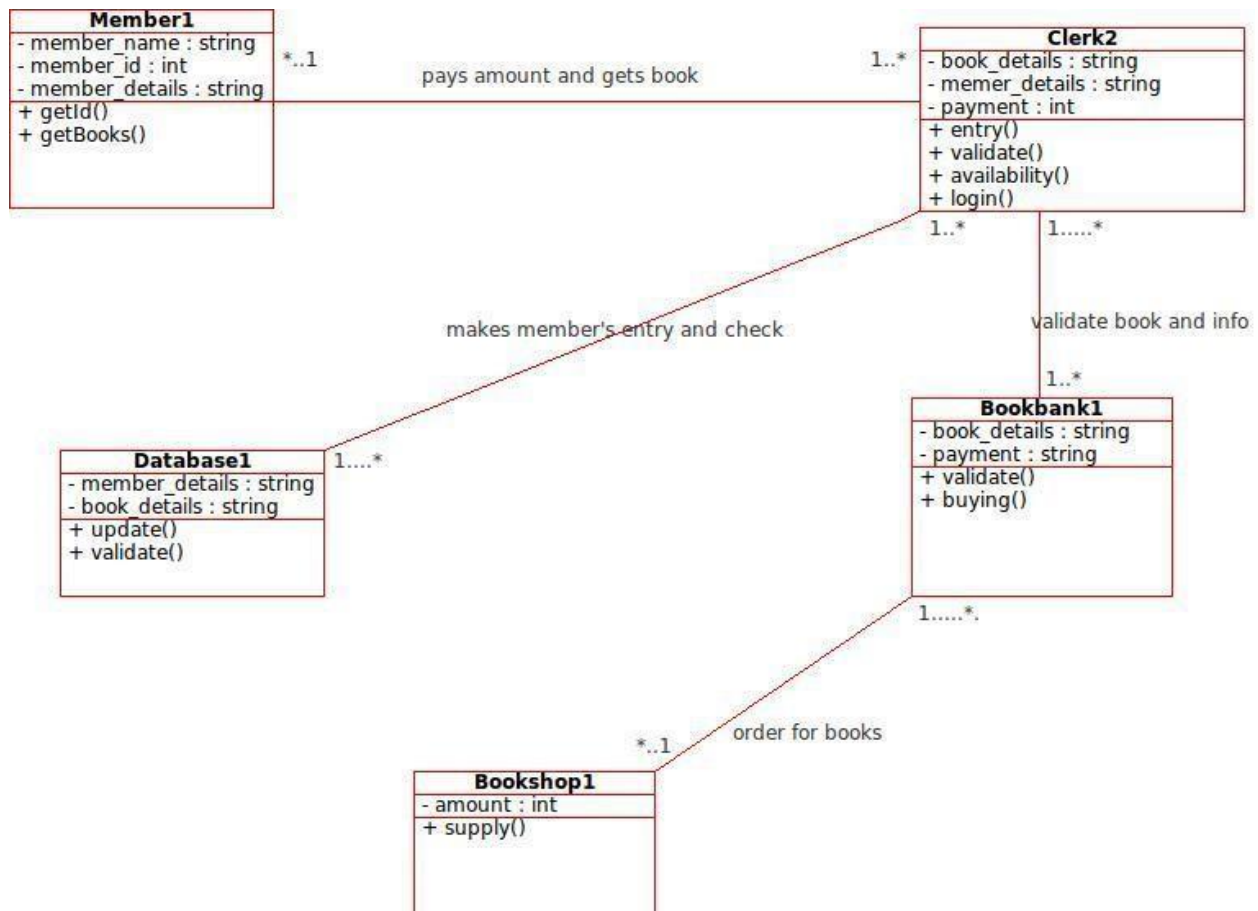 Member1
- member_name : string
- member_id : int
- member_details : string
+ getId()
+ getBooks()
*..1
pays amount and gets book
1..*
Clerk2
- book_details : string
- memer_details : string
- payment : int
+ entry()
+ validate()
+ availability()
+ login()
1..*
1.....*
makes member's entry and check
validate book and info
1..*
Database1
- member_details : string
- book_details : string
+ update()
+ validate()
1....*
Bookbank1
- book_details : string
- payment : string
+ validate()
+ buying()
1.....*.
order for books
*..1
Bookshop1
- amount : int
+ supply()